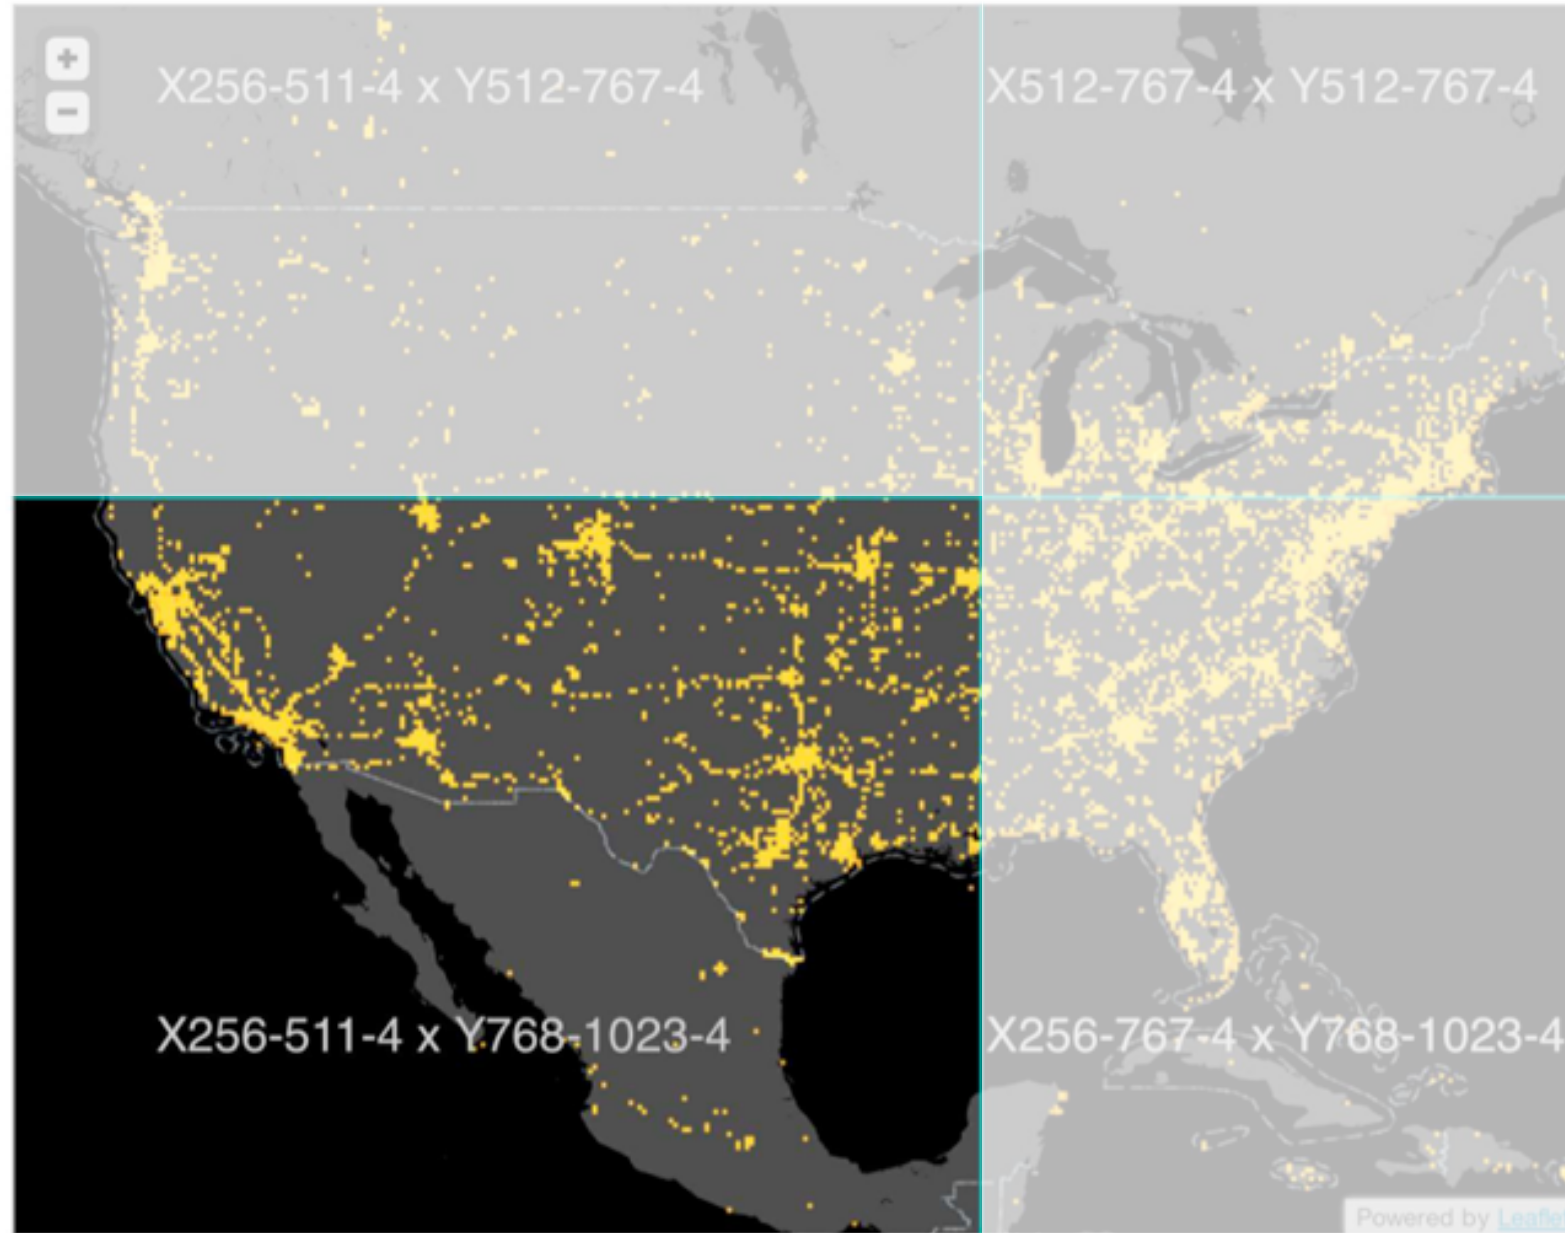 +
X256-511-4 x Y512-767-4
X512-767-4 x Y512-767-4
−
X256-511-4 x Y768-1023-4
X256-767-4 x Y768-1023-4
Powered by Leaflet